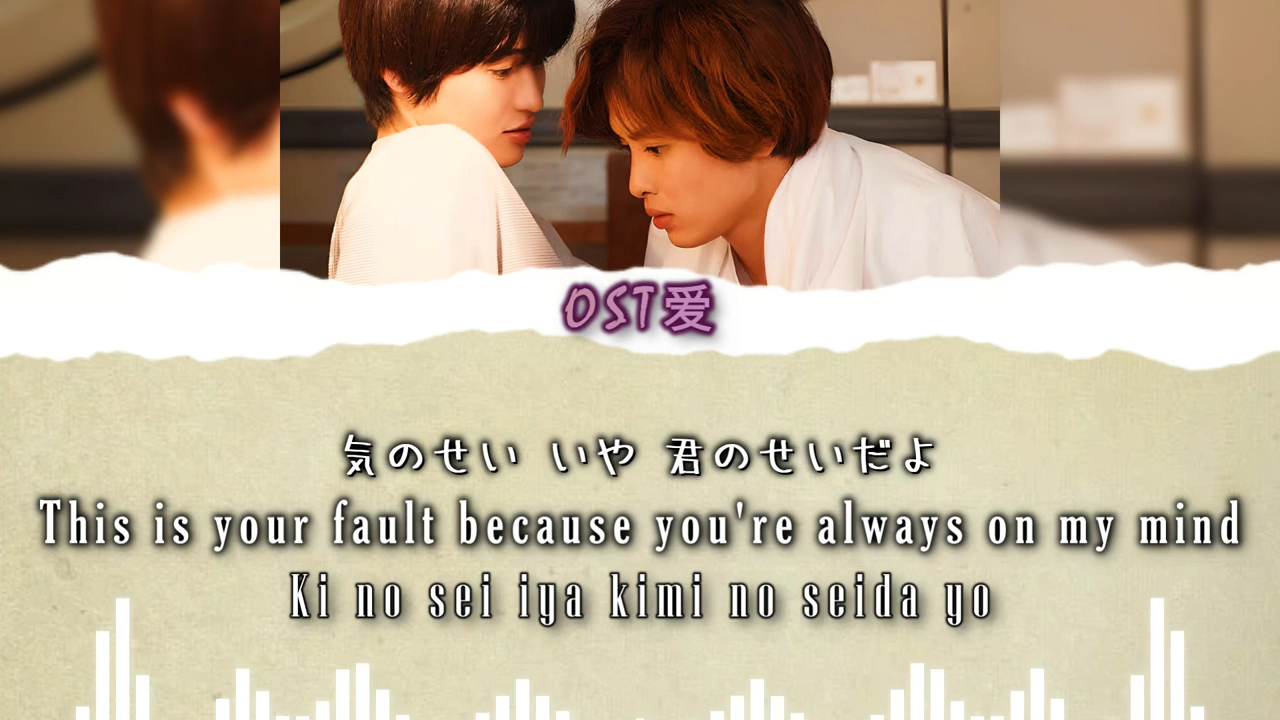 OST爱
気のせい いや 君のせいだよ
This is your fault because you're always on my mind
Ki no sei iya kimi no seida yo